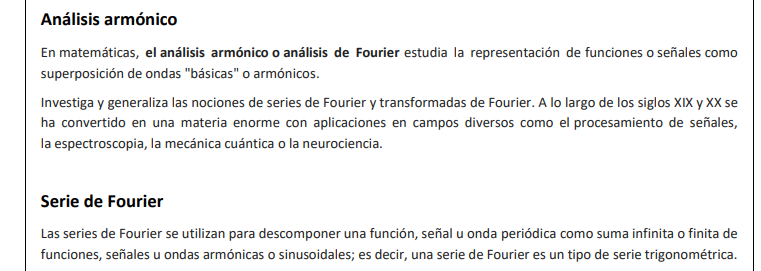 Análisis armónico
En matemáticas, el análisis armónico o análisis de Fourier estudia la representación de funciones o señales como
superposición de ondas "básicas" o armónicos.
Investiga y generaliza las nociones de series de Fourier y transformadas de Fourier. A lo largo de los siglos XIX y XX se
ha convertido en una materia enorme con aplicaciones en campos diversos como el procesamiento de señales,
la espectroscopia, la mecánica cuántica o la neurociencia.
Serie de Fourier
Las series de Fourier se utilizan para descomponer una función, señal u onda periódica como suma infinita o finita de
funciones, señales u ondas armónicas o sinusoidales; es decir, una serie de Fourier es un tipo de serie trigonométrica.